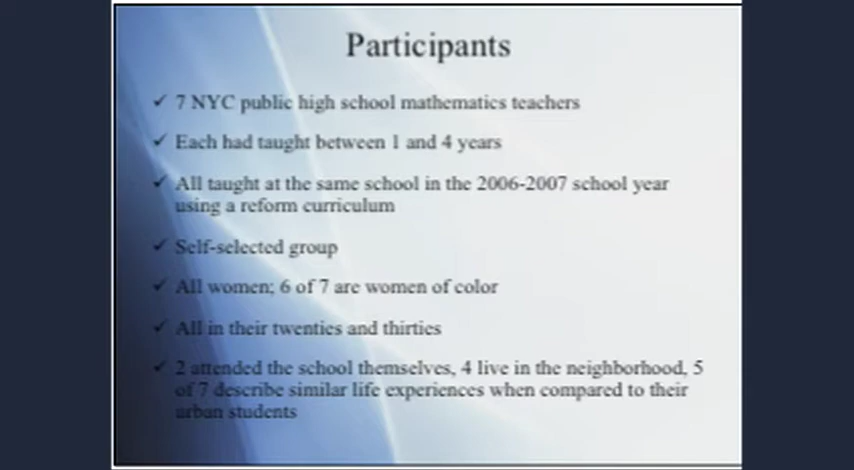 Participants
✓ 7 NYC public high school mathematics teachers
✓ Each had taught between 1 and 4 years
✓ All taught at the same school in the 2006-2007 school year
using a reform curriculum
✓ Self-selected group
✓ All women; 6 of 7 are women of color
✓ All in their twenties and thirties
✓ 2 attended the school themselves, 4 live in the neighborhood, 5
of 7 describe similar life experiences when compared to their
urban students